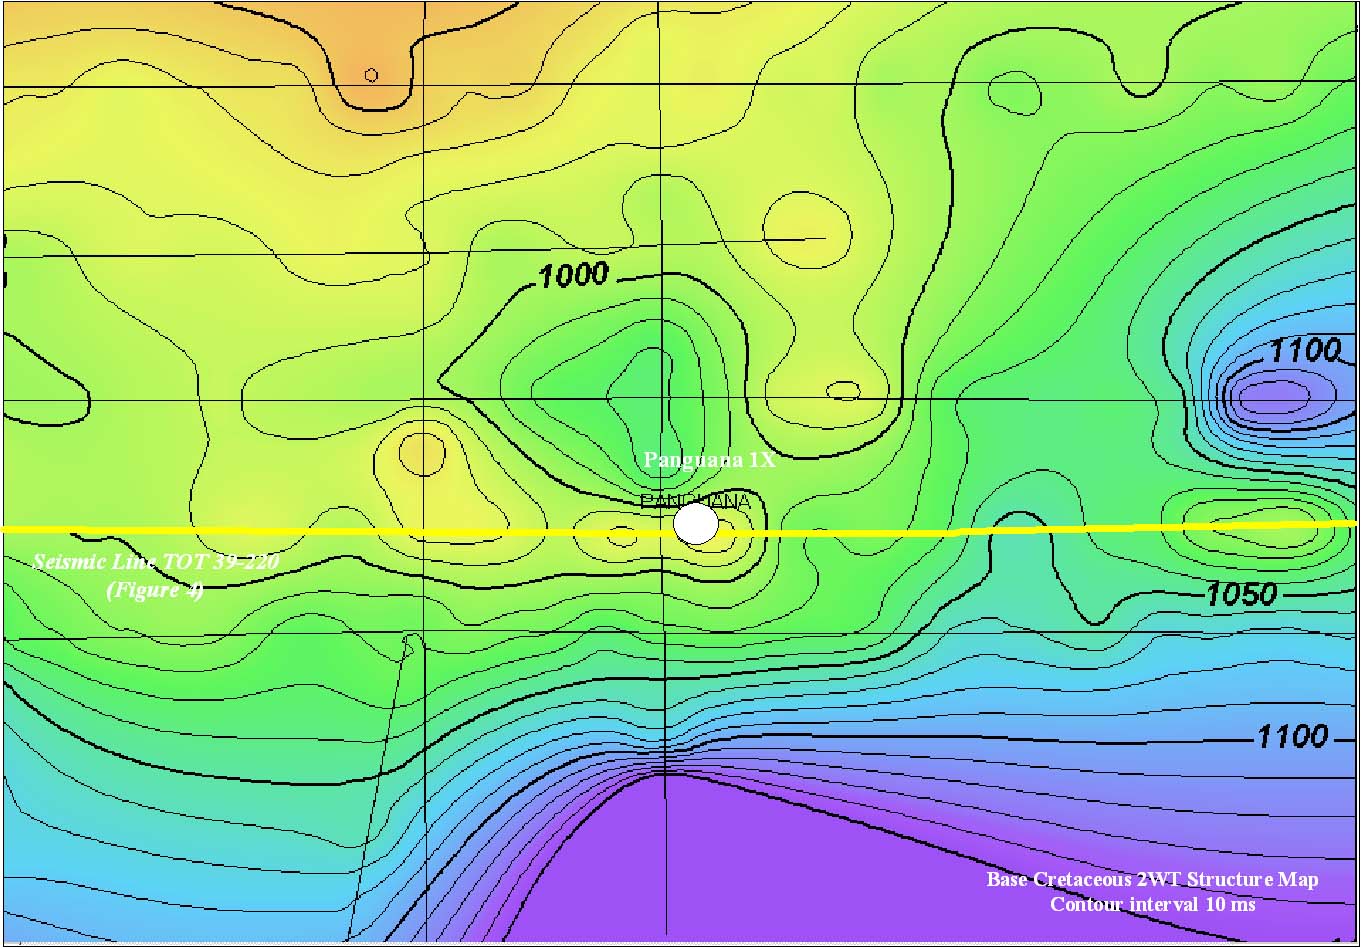 1000
1100
Panguana 1X
PANGUANA
Seismic Line TOT 39-220
(Figure 4)
1050
1100
Base Cretaceous 2WT Structure Map
Contour interval 10 ms